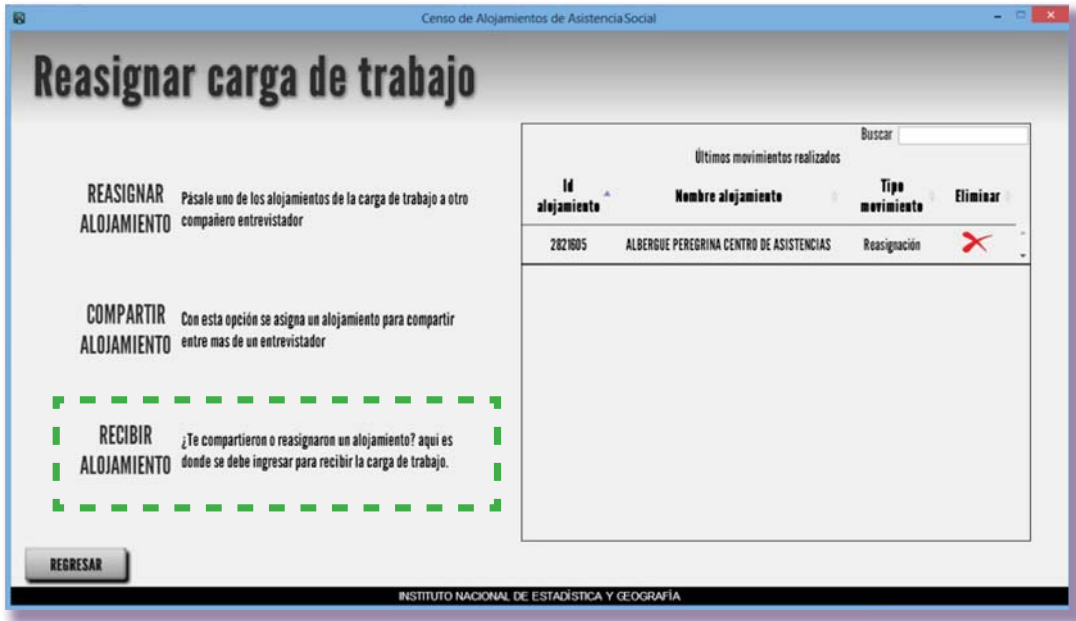 Censo de Alojamientos de Asistencia Social
Reasignar carga de trabajo
REASIGNAR
ALOJAMIENTO
Pásale uno de los alojamientos de la carga de trabajo a otro
compañero entrevistador
COMPARTIR
ALOJAMIENTO
Con esta opción se asigna un alojamiento para compartir
entre mas de un entrevistador
RECIBIR
ALOJAMIENTO
¿Te compartieron o reasignaron un alojamiento? aqui es
donde se debe ingresar para recibir la carga de trabajo.
Buscar
Últimos movimientos realizados
Id
alojamiento
Nombre alojamiento
Tipo
movimiento
Eliminar
2821605 ALBERGUE PEREGRINA CENTRO DE ASISTENCIAS Reasignación
REGRESAR
INSTITUTO NACIONAL DE ESTADÍSTICA Y GEOGRAFÍA